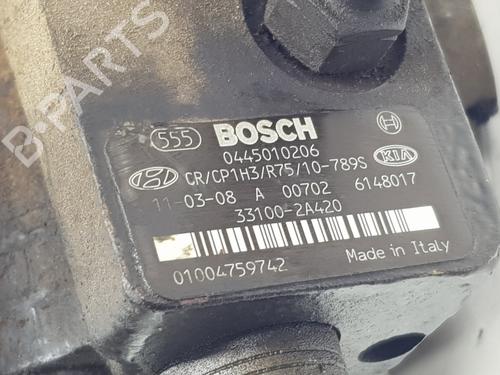 B-PARTS
555 BOSCH
0445010206
CR/CP1H3/R75/10-789S KIA
11-03-08 A 00702 6148017
33100-2A420
Made in Italy
01004759742